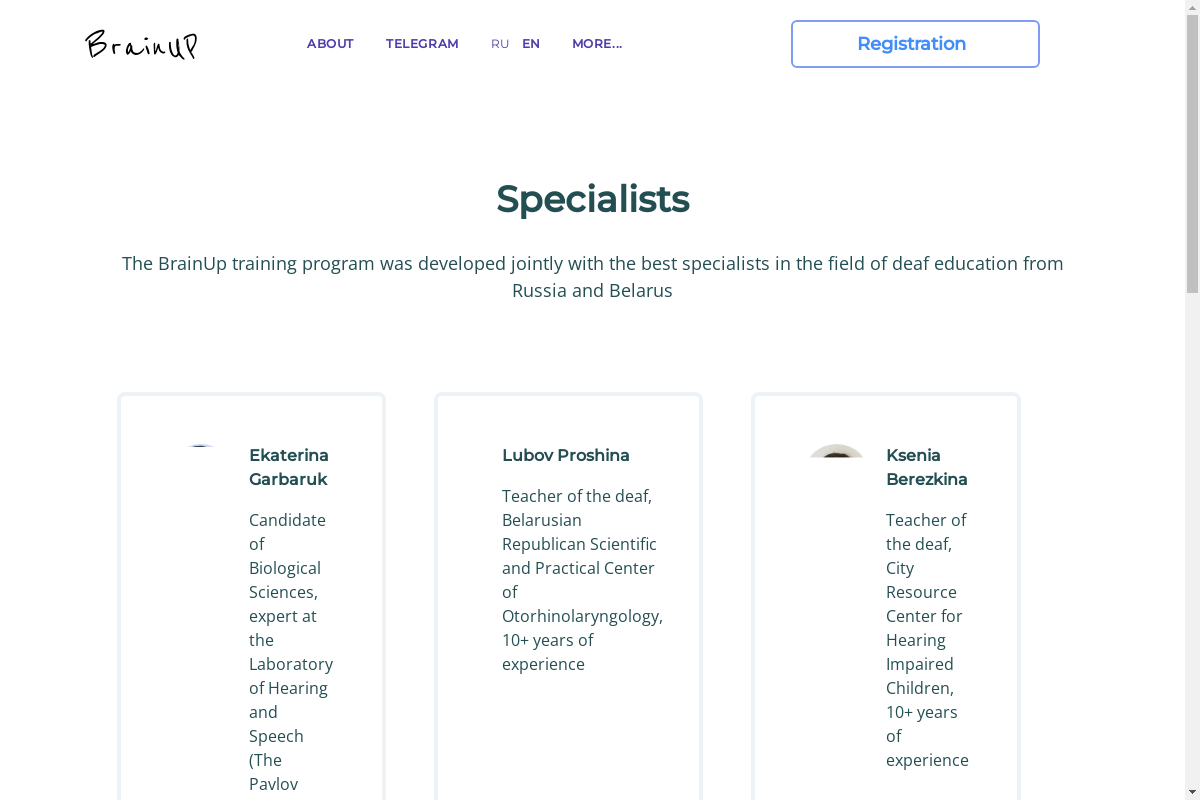 BrainUP
ABOUT
TELEGRAM
RU
EN
MORE...
Registration
Specialists
The BrainUp training program was developed jointly with the best specialists in the field of deaf education from
Russia and Belarus
Ekaterina
Garbaruk
Candidate
of
Biological
Sciences,
expert at
the
Laboratory
of Hearing
and
Speech
(The
Pavlov
Lubov Proshina
Teacher of the deaf,
Belarusian
Republican Scientific
and Practical Center
of
Otorhinolaryngology,
10+ years of
experience
Ksenia
Berezkina
Teacher of
the deaf,
City
Resource
Center for
Hearing
Impaired
Children,
10+ years
of
experience